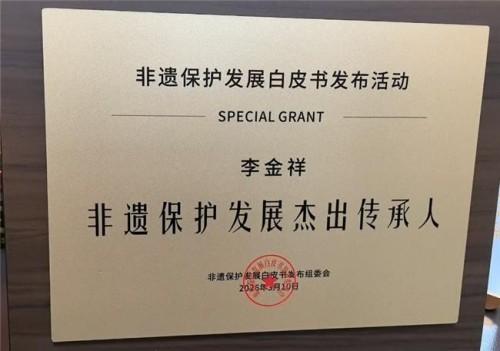 非遗保护发展白皮书发布活动
SPECIAL GRANT
李金祥
非遗保护发展杰出传承人
非遗保护发展白皮书发布组委会
2026年3月10日